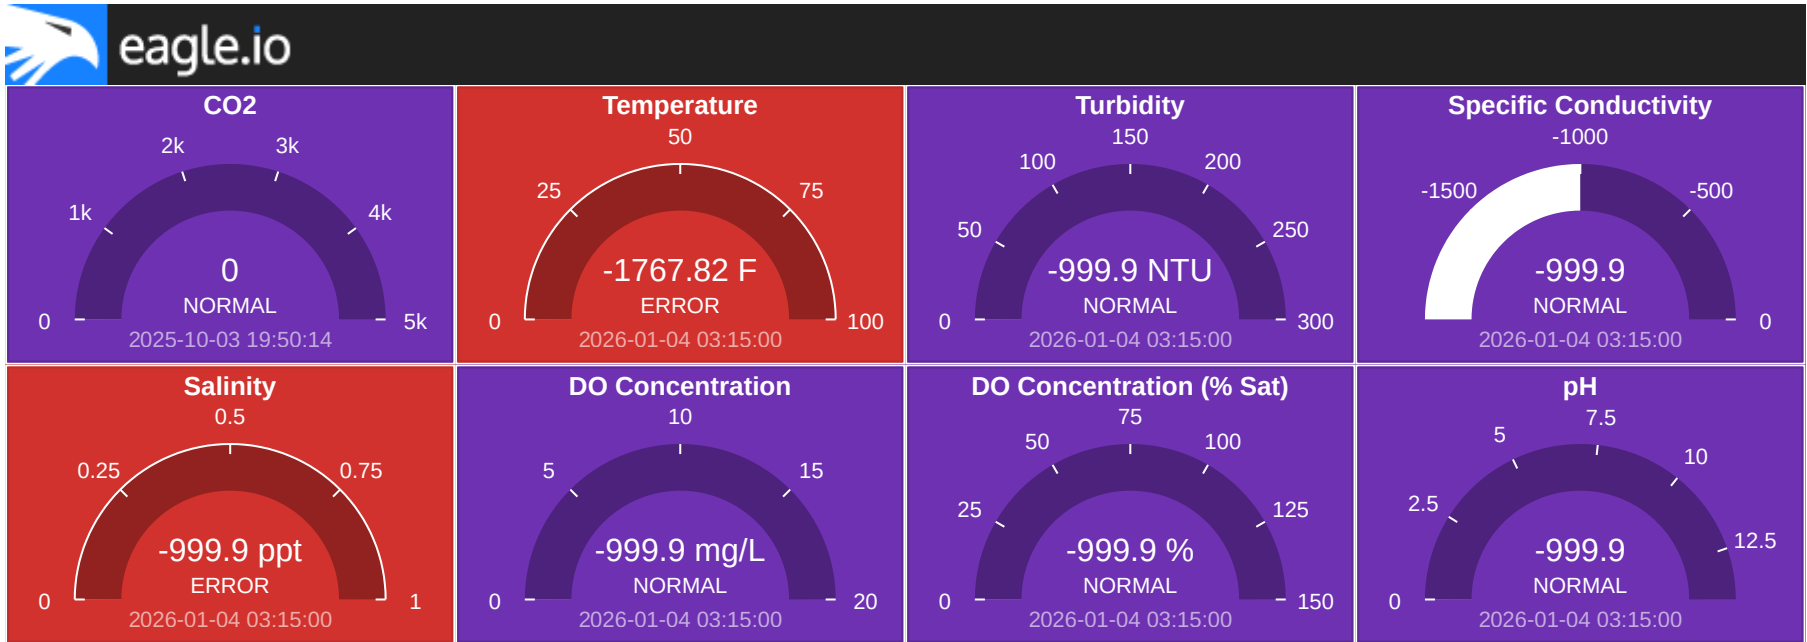 eagle.io
CO2
0
1k
2k
3k
4k
5k
0
NORMAL
2025-10-03 19:50:14
Temperature
0
25
50
75
100
-1767.82 F
ERROR
2026-01-04 03:15:00
Turbidity
0
50
100
150
200
250
300
-999.9 NTU
NORMAL
2026-01-04 03:15:00
Specific Conductivity
-1500
-1000
-500
0
-999.9
NORMAL
2026-01-04 03:15:00
Salinity
0
0.25
0.5
0.75
1
-999.9 ppt
ERROR
2026-01-04 03:15:00
DO Concentration
0
5
10
15
20
-999.9 mg/L
NORMAL
2026-01-04 03:15:00
DO Concentration (% Sat)
0
25
50
75
100
125
150
-999.9 %
NORMAL
2026-01-04 03:15:00
pH
0
2.5
5
7.5
10
12.5
-999.9
NORMAL
2026-01-04 03:15:00